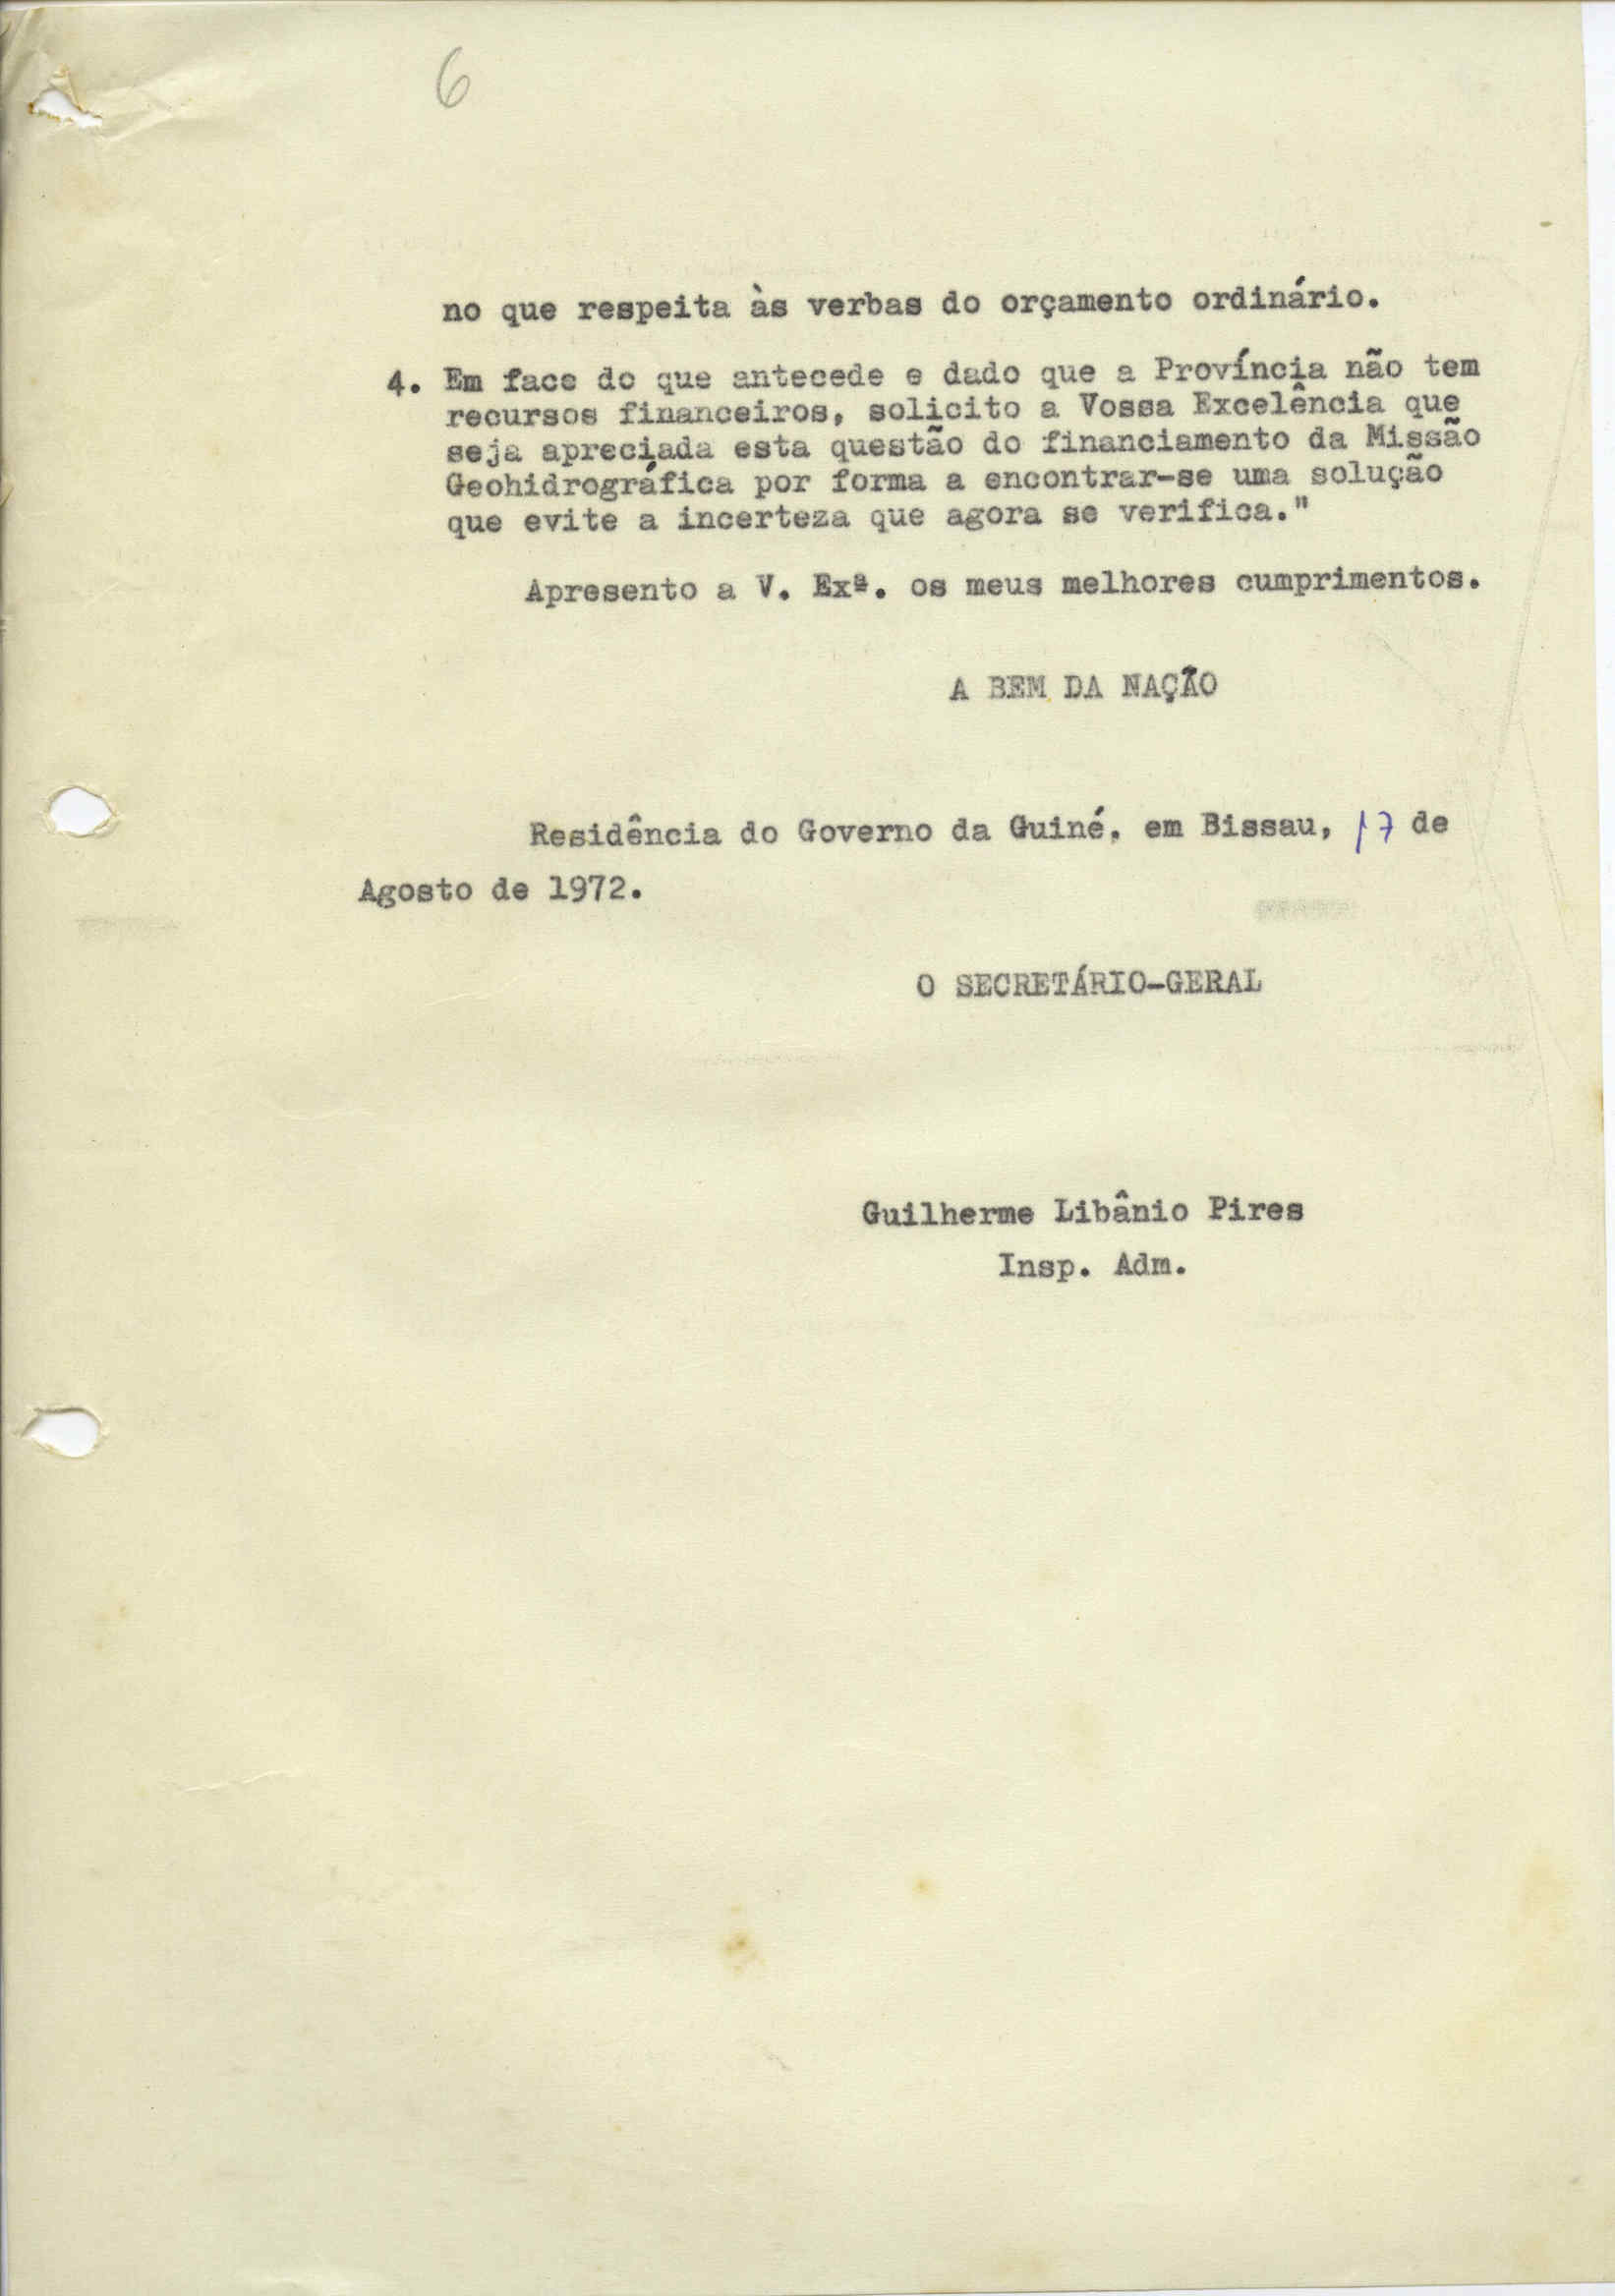 6
no que respeita às verbas do orçamento ordinário.
4. Em face do que antecede e dado que a Província não tem
recursos financeiros, solicito a Vossa Excelência que
seja apreciada esta questão do financiamento da Missão
Geohidrográfica por forma a encontrar-se uma solução
que evite a incerteza que agora se verifica."
Apresento a V. Exª. os meus melhores cumprimentos.
A BEM DA NAÇÃO
Residência do Governo da Guiné, em Bissau, 17 de
Agosto de 1972.
O SECRETÁRIO-GERAL
Guilherme Libânio Pires
Insp. Adm.